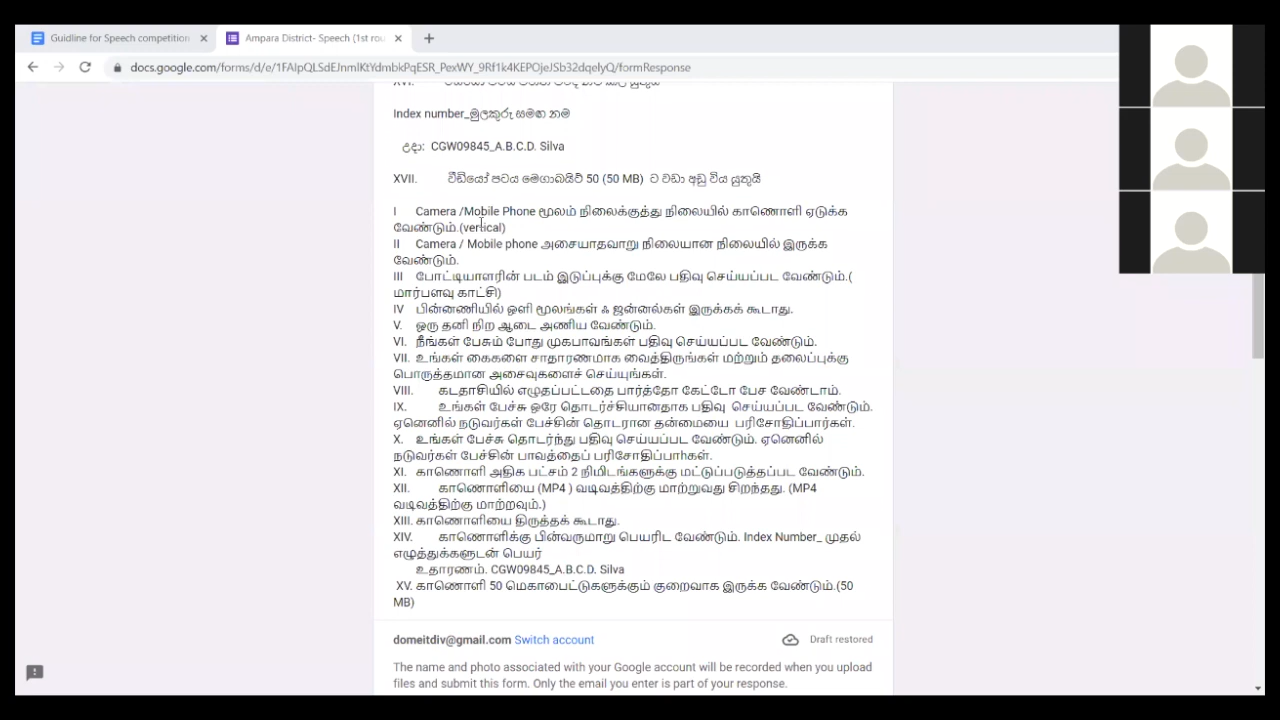 Guidline for Speech competition
Ampara District- Speech (1st rou
docs.google.com/forms/d/e/1FAIpQLSdEJnmlKtYdmbkPqESR_PexWY_9Rf1k4KEPOjeJSb32dqelyQ/formResponse
Index number_මුලකුරු සමඟ නම
උදා: CGW09845_A.B.C.D. Silva
XVII. වීඩියෝ පටය මෙගාබයිට් 50 (50 MB) ට වඩා අඩු විය යුතුයි
I Camera /Mobile Phone மூலம் நிலைக்குத்து நிலையில் காணொளி ஏடுக்க
வேண்டும்.(vertical)
II Camera / Mobile phone அசையாதவாறு நிலையான நிலையில் இருக்க
வேண்டும்.
III போட்டியாளரின் படம் இடுப்புக்கு மேலே பதிவு செய்யப்பட வேண்டும்.(
மார்பளவு காட்சி)
IV பின்னணியில் ஒளி மூலங்கள் ஃ ஜன்னல்கள் இருக்கக் கூடாது.
V. ஒரு தனி நிற ஆடை அணிய வேண்டும்.
VI. நீங்கள் பேசும் போது முகபாவங்கள் பதிவு செய்யப்பட வேண்டும்.
VII. உங்கள் கைகளை சாதாரணமாக வைத்திருங்கள் மற்றும் தலைப்புக்கு
பொருத்தமான அசைவுகளைச் செய்யுங்கள்.
VIII. கடதாசியில் எழுதப்பட்டதை பார்த்தோ கேட்டோ பேச வேண்டாம்.
IX. உங்கள் பேச்சு ஒரே தொடர்ச்சியானதாக பதிவு செய்யப்பட வேண்டும்.
ஏனெனில் நடுவர்கள் பேச்சின் தொடரான தன்மையை பரிசோதிப்பார்கள்.
X. உங்கள் பேச்சு தொடர்ந்து பதிவு செய்யப்பட வேண்டும். ஏனெனில்
நடுவர்கள் பேச்சின் பாவத்தைப் பரிசோதிப்பாhகள்.
XI. காணொளி அதிக பட்சம் 2 நிமிடங்களுக்கு மட்டுப்படுத்தப்பட வேண்டும்.
XII. காணொளியை (MP4 ) வடிவத்திற்கு மாற்றுவது சிறந்தது. (MP4
வடிவத்திற்கு மாற்றவும்.)
XIII. காணொளியை திருத்தக் கூடாது.
XIV. காணொளிக்கு பின்வருமாறு பெயரிட வேண்டும். Index Number_ முதல்
எழுத்துக்களுடன் பெயர்
உதாரணம். CGW09845_A.B.C.D. Silva
XV. காணொளி 50 மெகாபைட்டுகளுக்கும் குறைவாக இருக்க வேண்டும்.(50
MB)
domeitdiv@gmail.com Switch account
Draft restored
The name and photo associated with your Google account will be recorded when you upload
files and submit this form. Only the email you enter is part of your response.